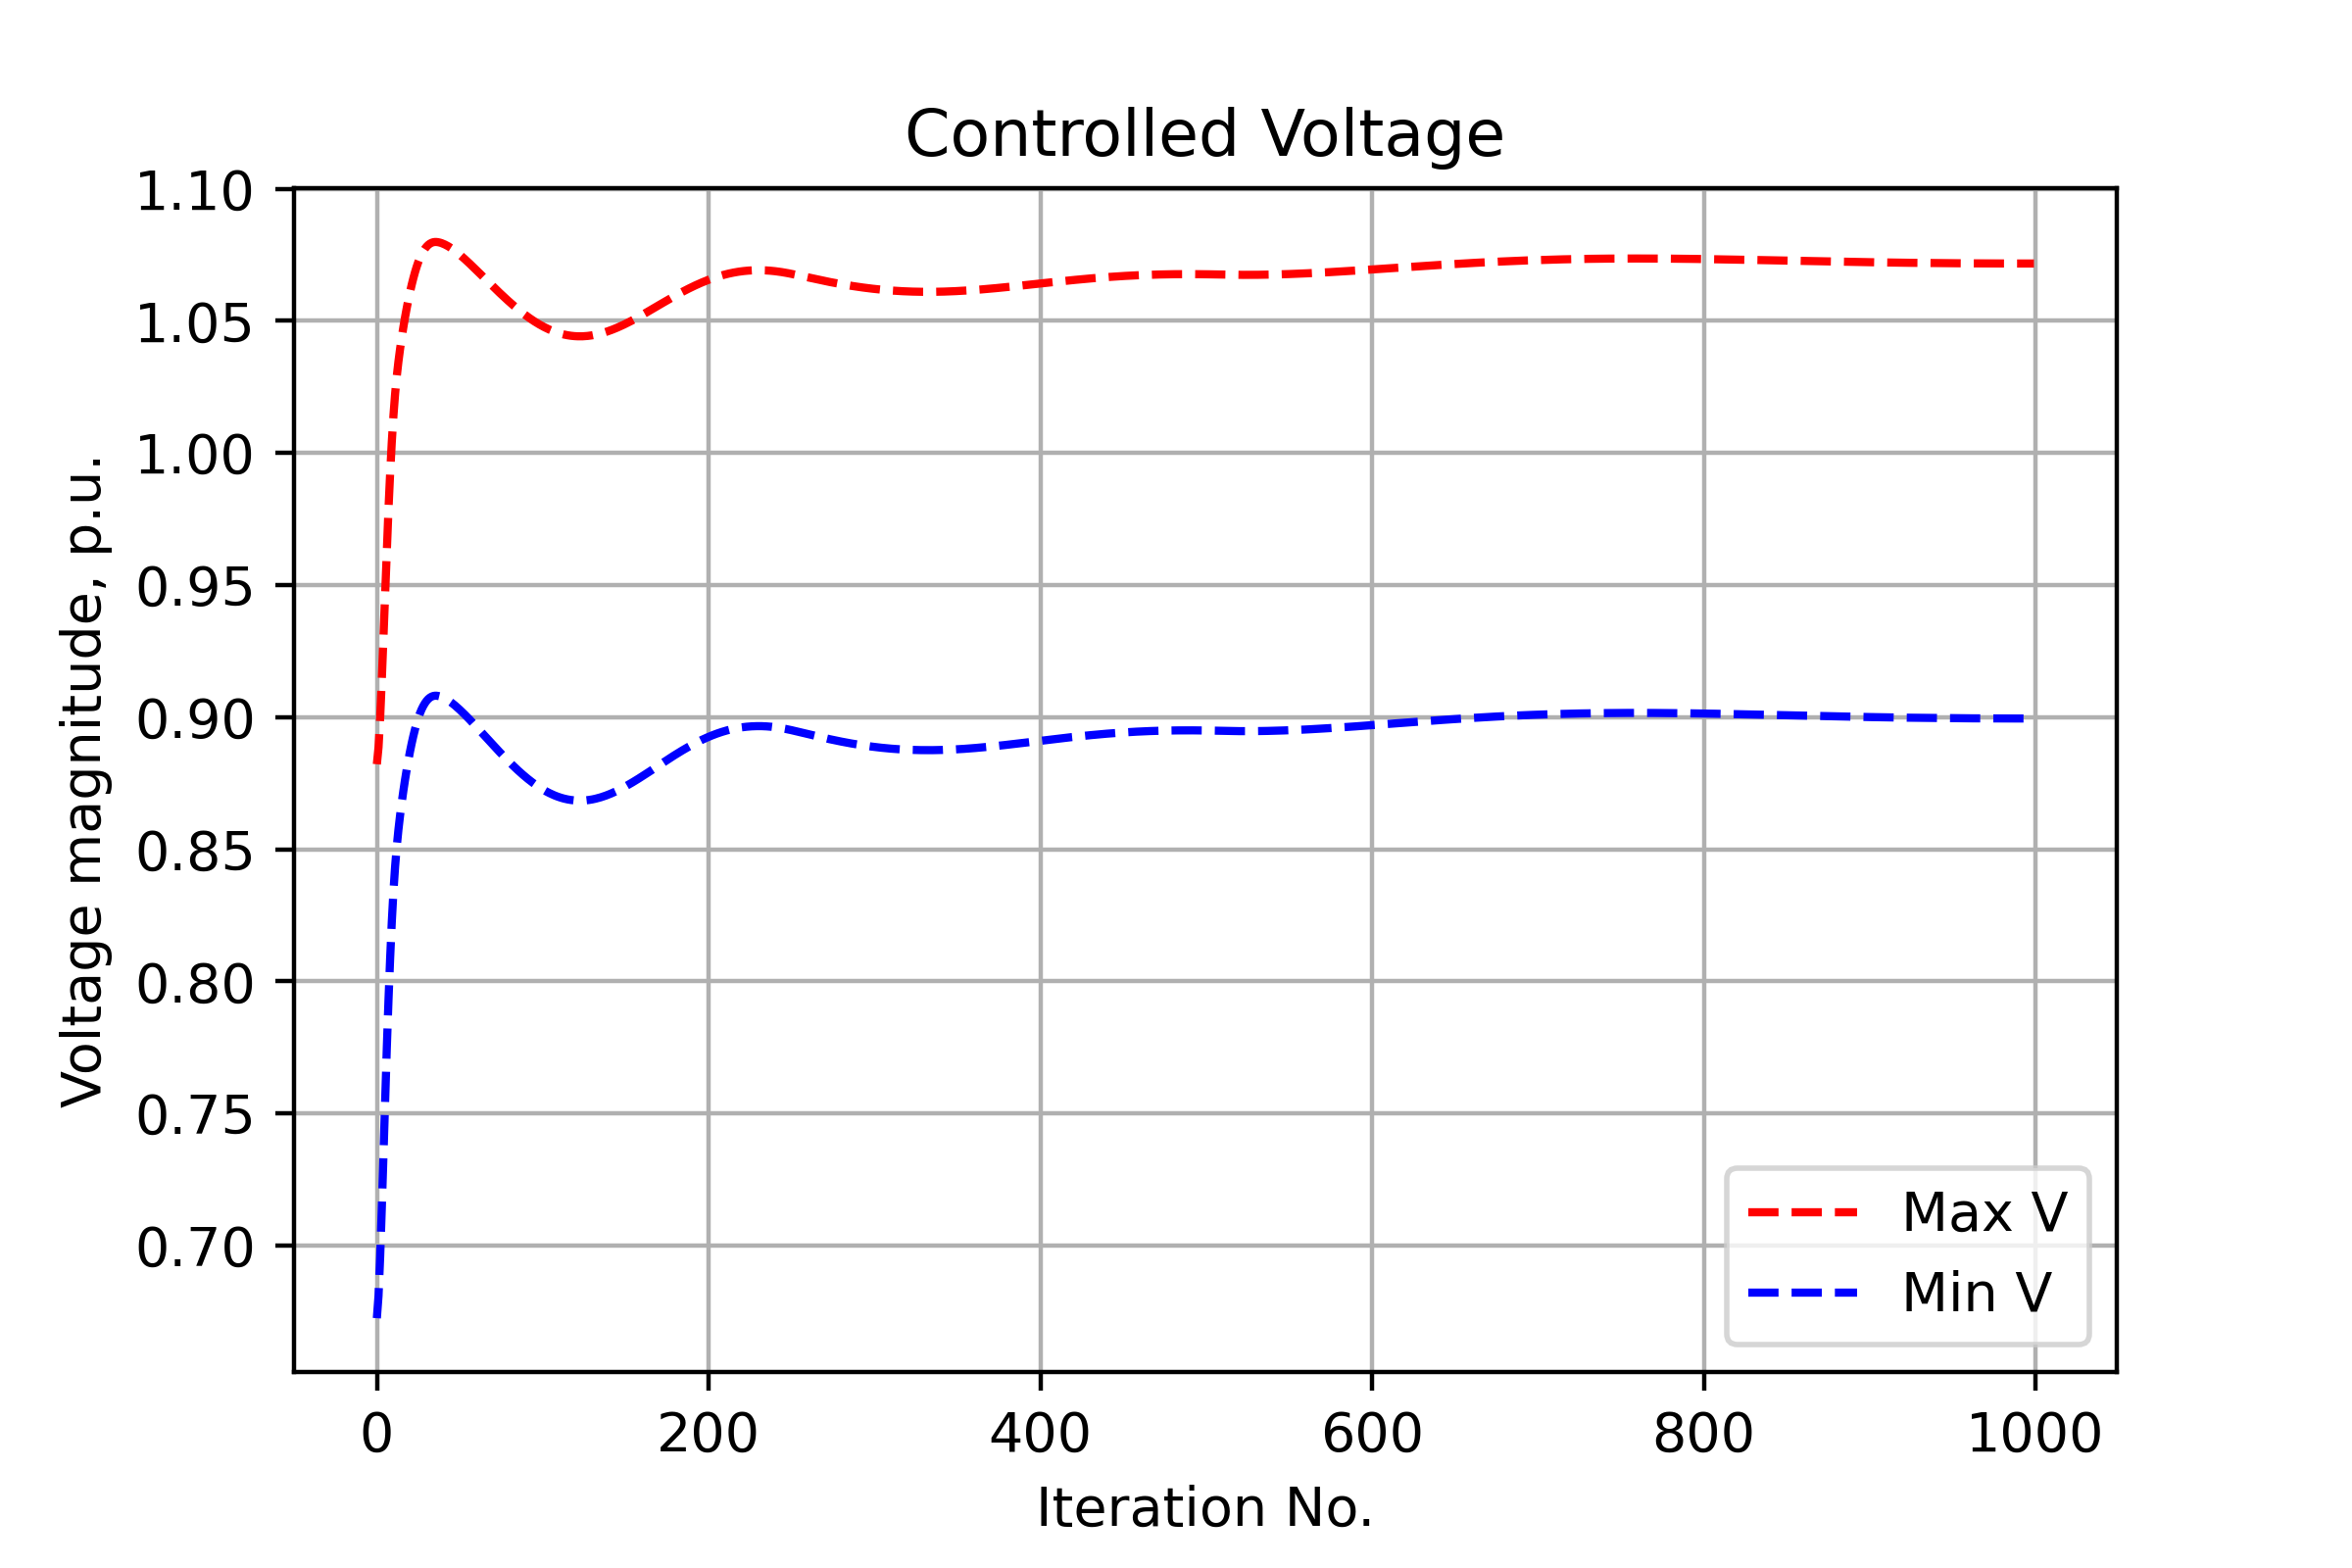 Controlled Voltage
1.10
1.05
1.00
0.95
0.90
0.85
0.80
0.75
0.70
Voltage magnitude, p.u.
Max V
Min V
0 200 400 600 800 1000
Iteration No.